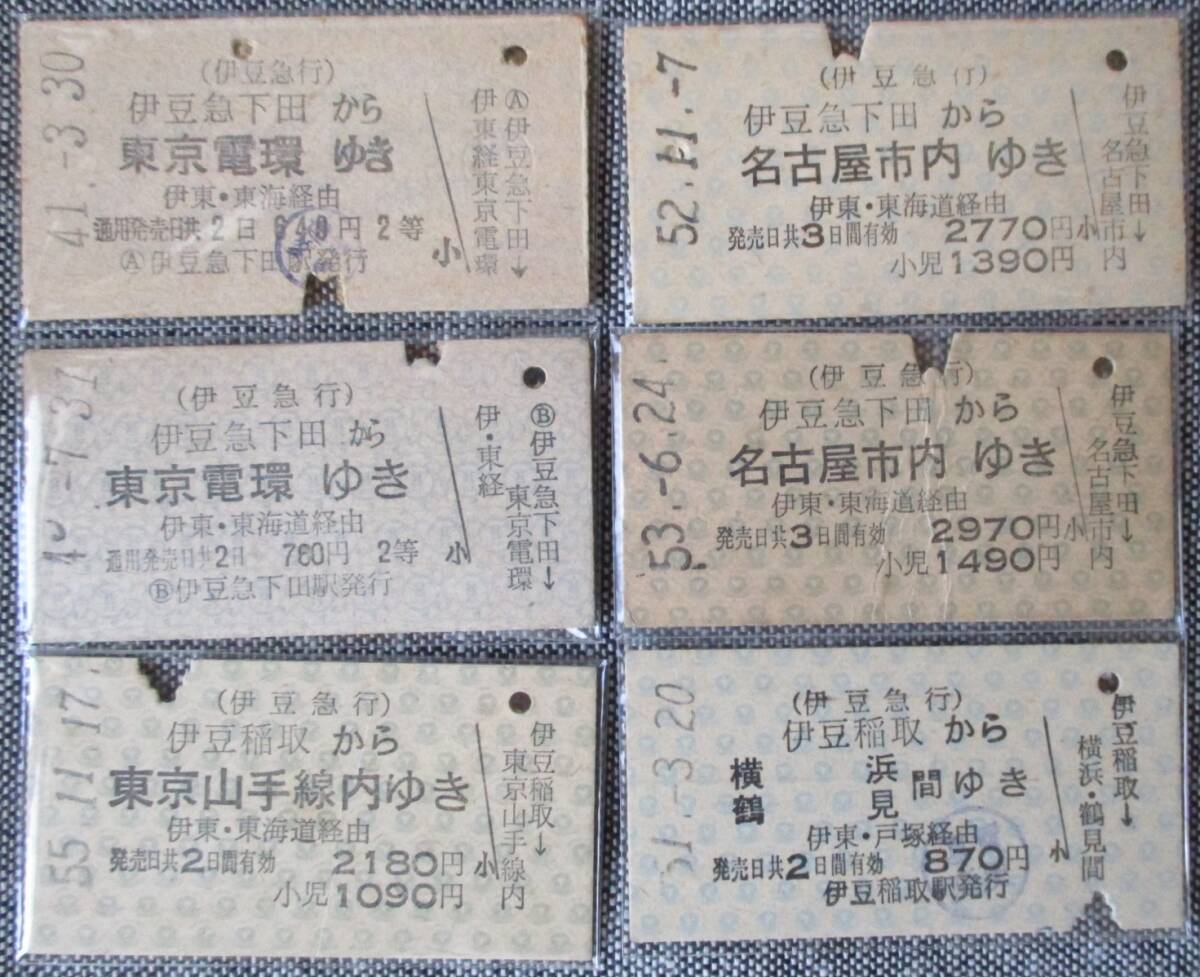 41.-3.30
(伊豆急行)
伊豆急下田 から
東京電環 ゆき
伊東・東海経由
通用発売日共2日 640円 2等
Ⓐ伊豆急下田駅発行
小
Ⓐ伊豆急下田→
伊東経東京電環
-7.31
(伊豆急行)
伊豆急下田 から
東京電環 ゆき
伊東・東海道経由
通用発売日共2日 780円 2等
Ⓑ伊豆急下田駅発行
小
Ⓑ伊豆急下田→
東京電環
伊・東経
55.11.17
(伊豆急行)
伊豆稲取 から
東京山手線内ゆき
伊東・東海道経由
発売日共2日間有効 2180円
小児1090円
小
伊豆稲取→
東京山手線内
52.11.-7
(伊豆急行)
伊豆急下田 から
名古屋市内 ゆき
伊東・東海道経由
発売日共3日間有効 2770円
小児1390円
小
伊豆急下田→
名古屋市内
53.-6.24
(伊豆急行)
伊豆急下田 から
名古屋市内 ゆき
伊東・東海道経由
発売日共3日間有効 2970円
小児1490円
小
伊豆急下田→
名古屋市内
51.-3.20
(伊豆急行)
伊豆稲取 から
横浜
鶴見 間ゆき
伊東・戸塚経由
発売日共2日間有効 870円
伊豆稲取駅発行
小
伊豆稲取→
横浜・鶴見間